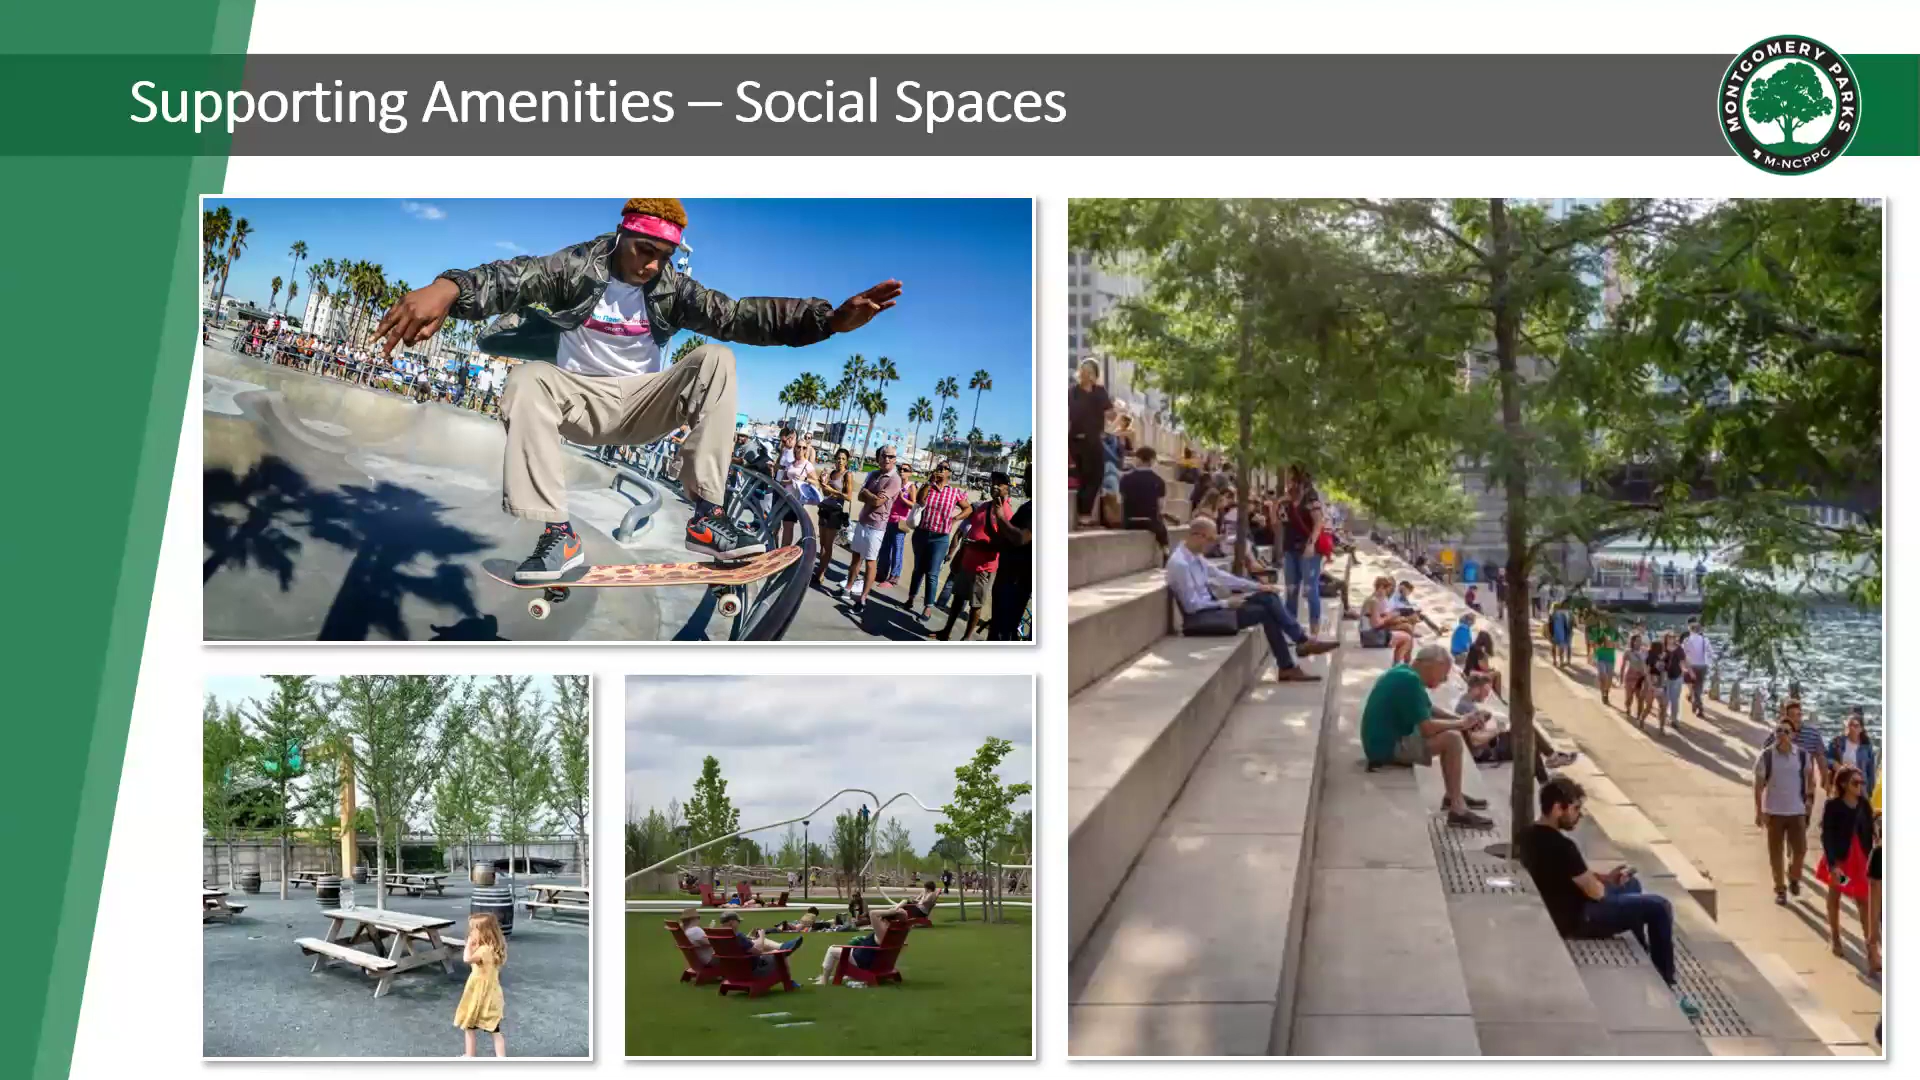 Supporting Amenities – Social Spaces
MONTGOMERY PARKS
M-NCPPC